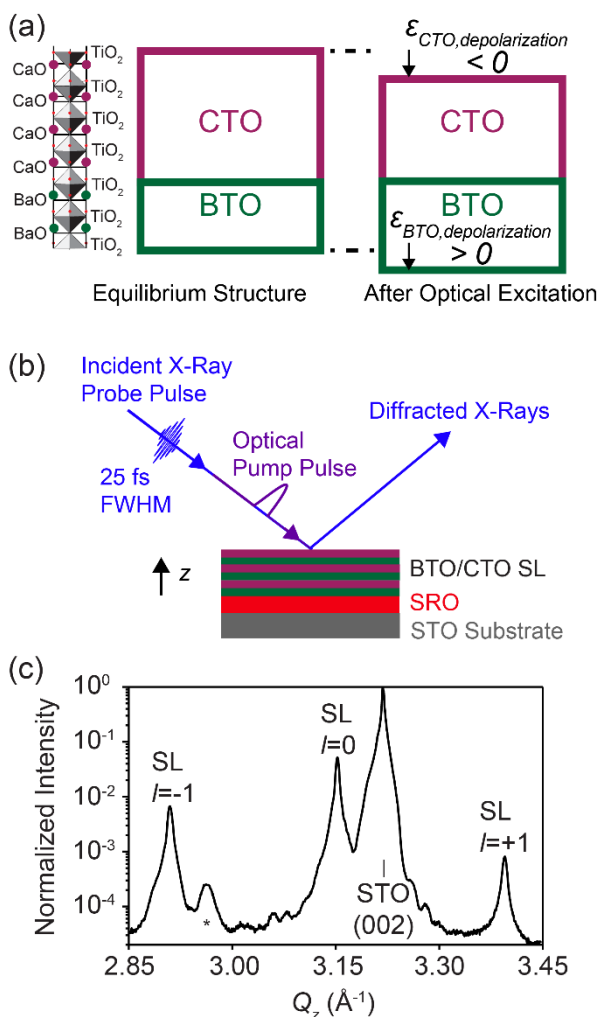 (a)
TiO2
CaO
TiO2
CaO
TiO2
CaO
TiO2
CaO
TiO2
BaO
TiO2
BaO
TiO2
CTO
BTO
Equilibrium Structure
εCTO,depolarization
< 0
CTO
BTO
εBTO,depolarization
> 0
After Optical Excitation
(b)
Incident X-Ray
Probe Pulse
25 fs
FWHM
Optical
Pump Pulse
Diffracted X-Rays
z
BTO/CTO SL
SRO
STO Substrate
(c)
Normalized Intensity
10^0
10^-1
10^-2
10^-3
10^-4
SL
l=-1
*
SL
l=0
STO
(002)
SL
l=+1
2.85
3.00
3.15
3.30
3.45
Qz (Å^-1)